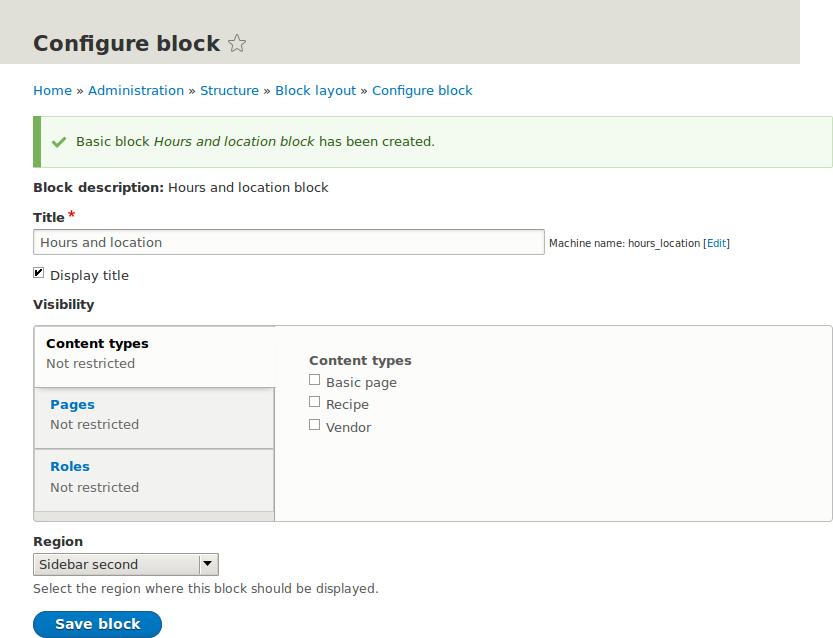 Configure block
Home » Administration » Structure » Block layout » Configure block
Basic block Hours and location block has been created.
Block description: Hours and location block
Title *
Hours and location
Machine name: hours_location [Edit]
Display title
Visibility
Content types
Not restricted
Pages
Not restricted
Roles
Not restricted
Content types
Basic page
Recipe
Vendor
Region
Sidebar second
Select the region where this block should be displayed.
Save block